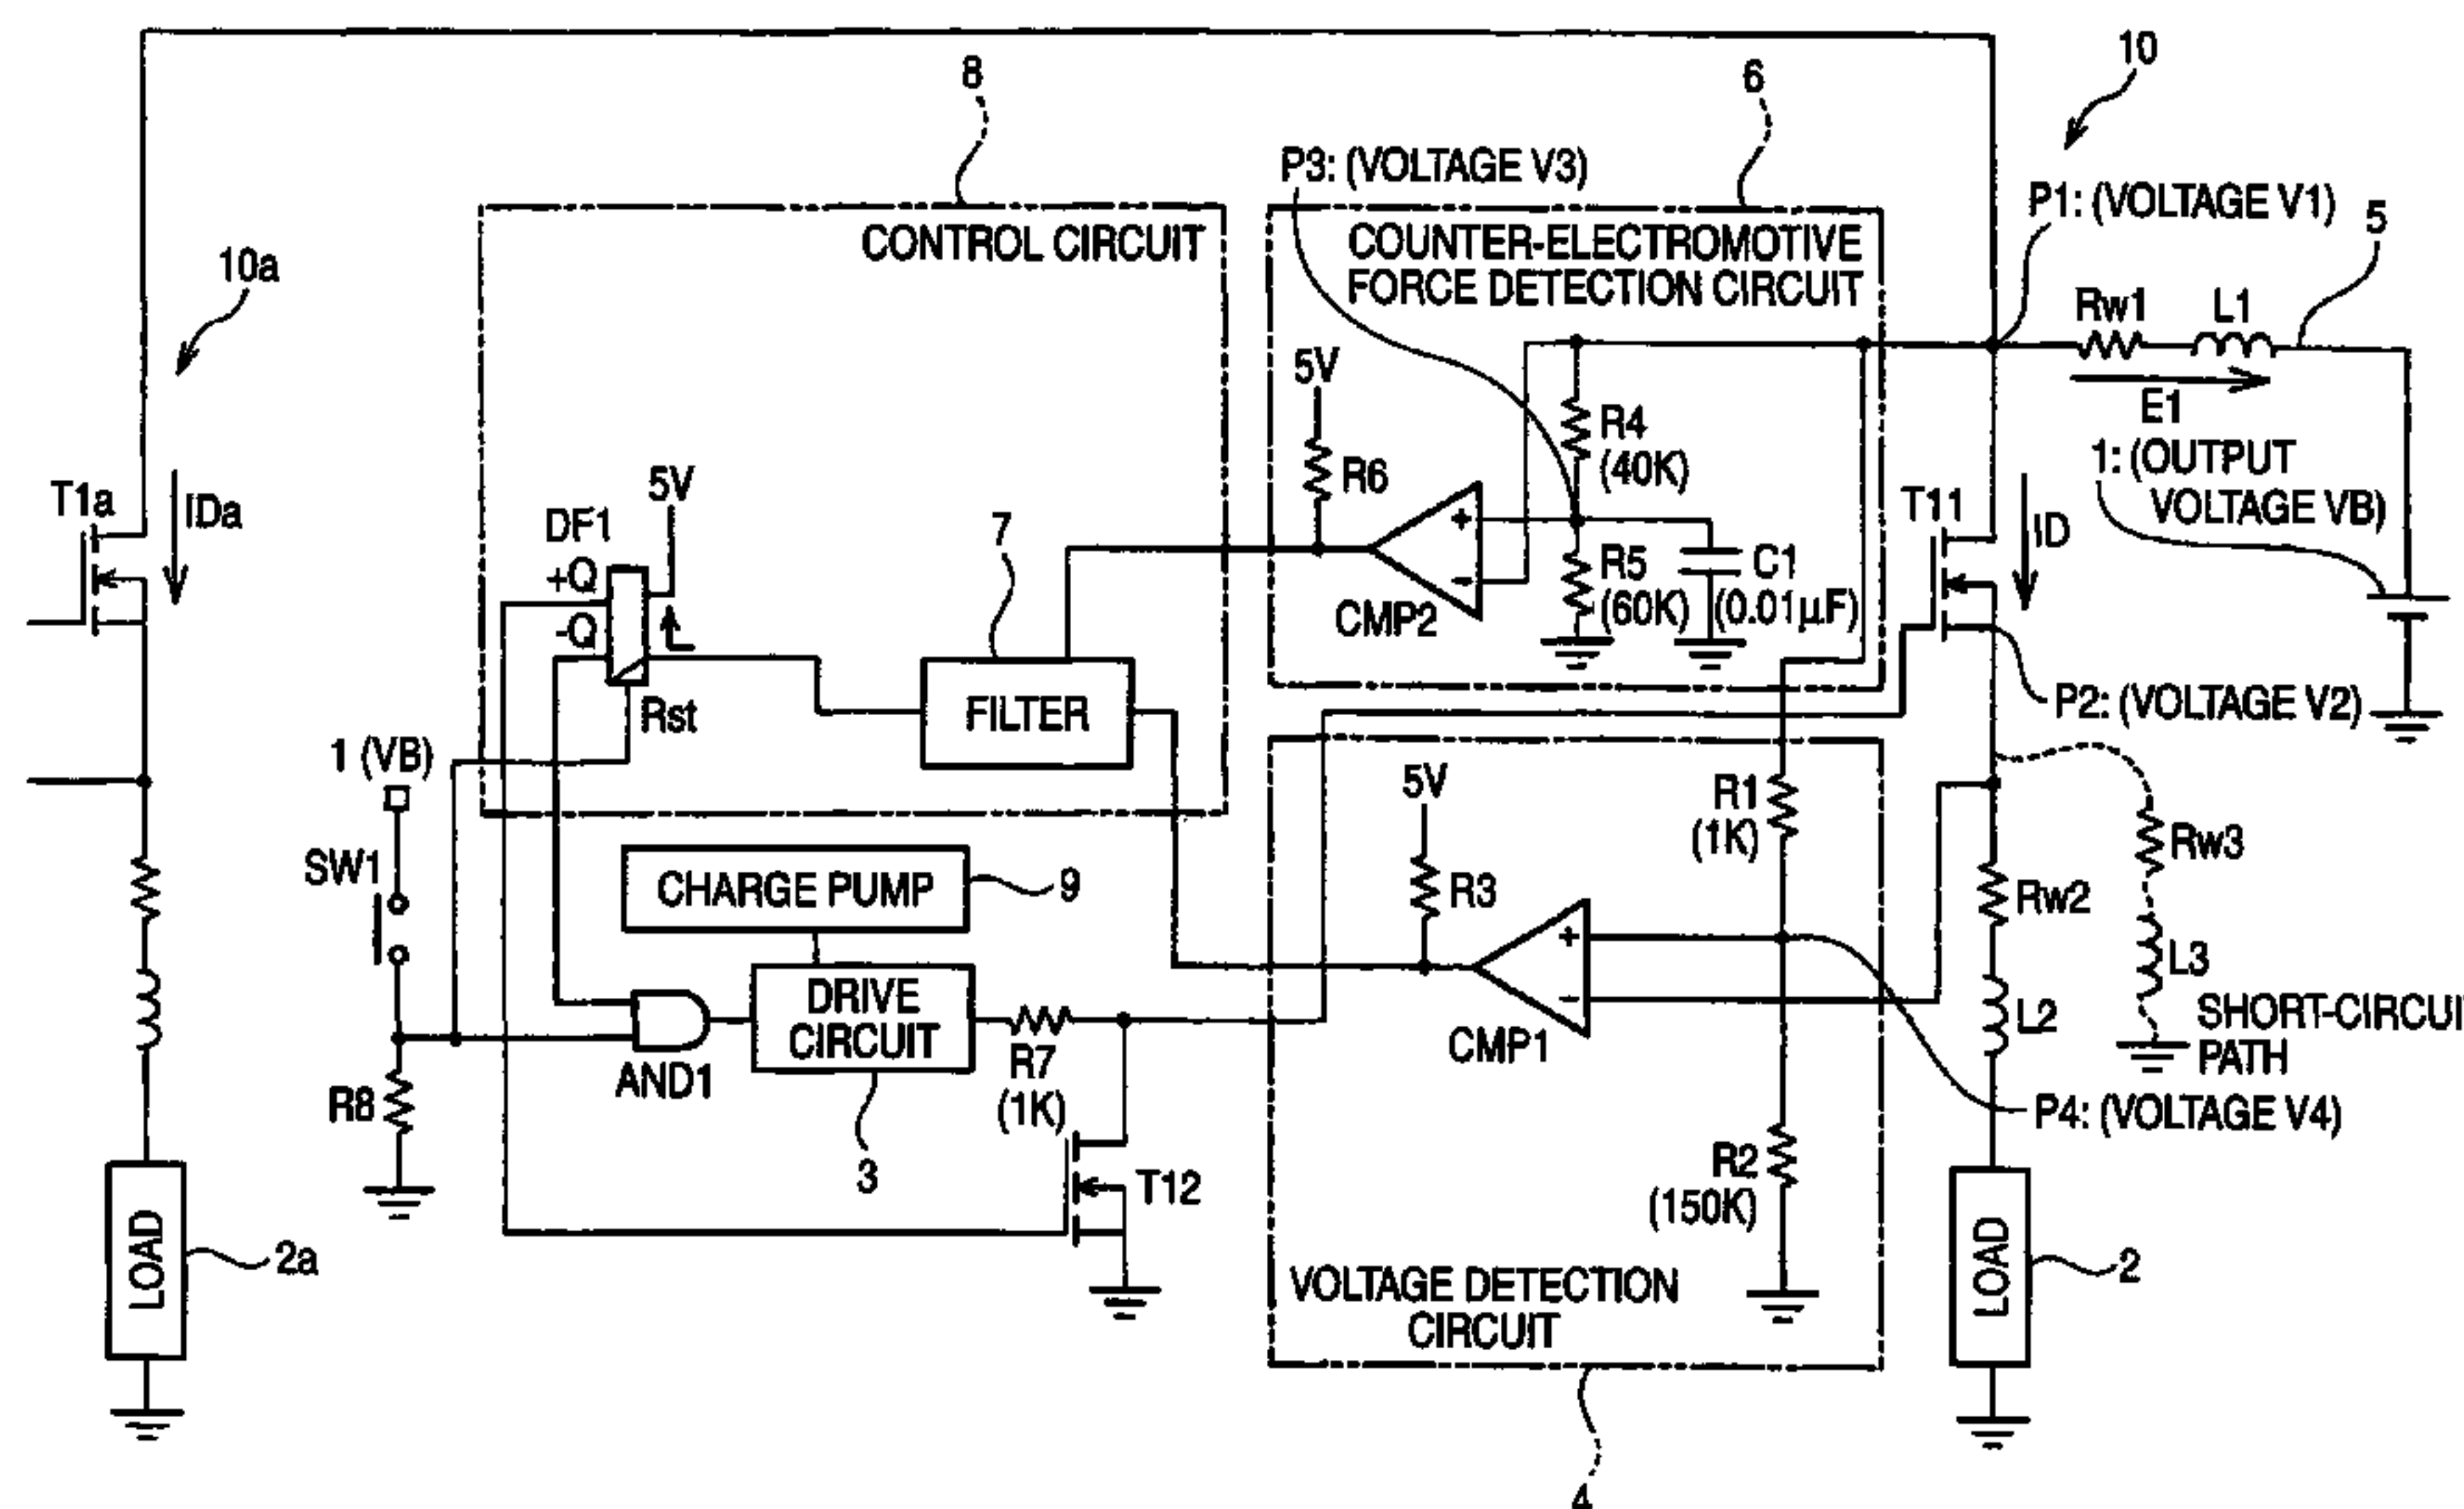 10
8
6
P3: (VOLTAGE V3)
P1: (VOLTAGE V1)
5
CONTROL CIRCUIT
COUNTER-ELECTROMOTIVE
FORCE DETECTION CIRCUIT
10a
Rw1
L1
5V
E1
R4
(40K)
1: (OUTPUT
VOLTAGE VB)
R6
T1a
IDa
5V
DF1
7
T11
ID
+Q
-Q
+
-
CMP2
R5
(60K)
C1
(0.01μF)
FILTER
Rst
P2: (VOLTAGE V2)
1 (VB)
5V
R1
(1K)
SW1
CHARGE PUMP
9
R3
Rw3
Rw2
+
-
L3
DRIVE
CIRCUIT
L2
SHORT-CIRCUI
PATH
CMP1
AND1
R7
(1K)
R8
P4: (VOLTAGE V4)
3
T12
R2
(150K)
LOAD
2a
LOAD
2
VOLTAGE DETECTION
CIRCUIT
4